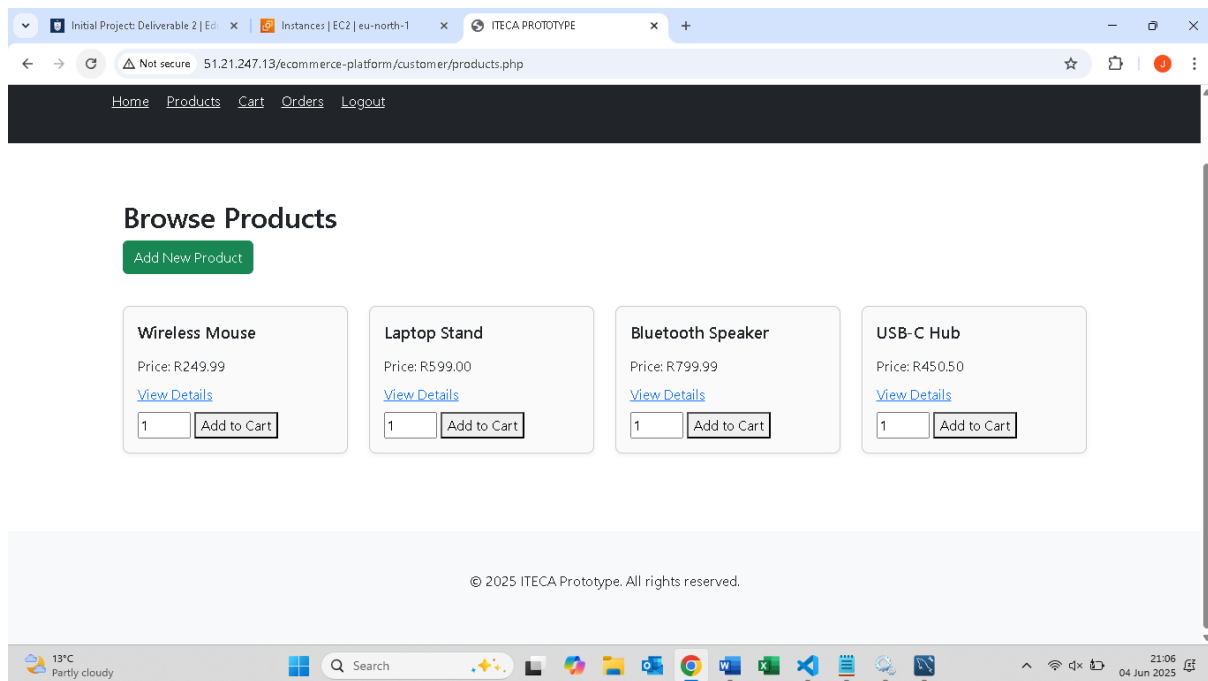 Initial Project: Deliverable 2 | Ed
Instances | EC2 | eu-north-1
ITECA PROTOTYPE
Not secure 51.21.247.13/ecommerce-platform/customer/products.php
J
Home Products Cart Orders Logout
Browse Products
Add New Product
Wireless Mouse
Price: R249.99
View Details
1 Add to Cart
Laptop Stand
Price: R599.00
View Details
1 Add to Cart
Bluetooth Speaker
Price: R799.99
View Details
1 Add to Cart
USB-C Hub
Price: R450.50
View Details
1 Add to Cart
© 2025 ITECA Prototype. All rights reserved.
13°C
Partly cloudy
Search
21:06
04 Jun 2025